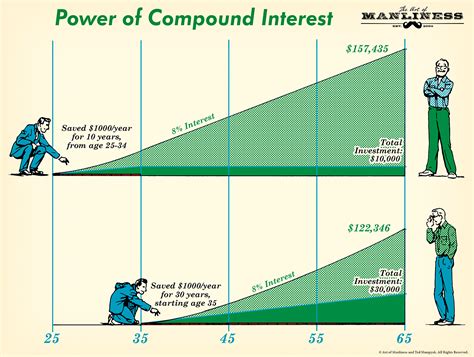 Power of Compound Interest
The Art of
MANLINESS
$157,435
8% Interest
Saved $1000/year
for 10 years,
from age 25-34
Total
Investment:
$10,000
$122,346
8% Interest
Saved $1000/year
for 30 years,
starting age 35
Total
Investment:
$30,000
25 35 45 55 65
© Art of Manliness and Ted Slampyak. All Rights Reserved.